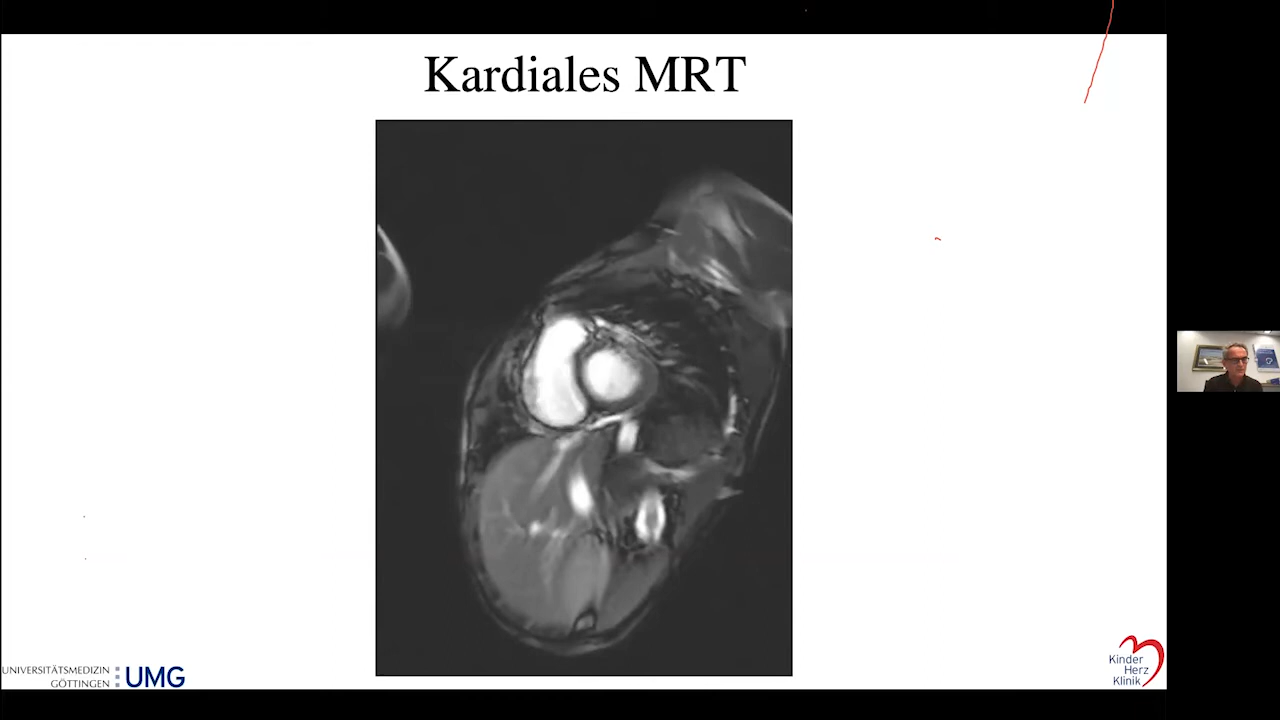 Kardiales MRT
UNIVERSITÄTSMEDIZIN
GÖTTINGEN
UMG
Kinder
Herz
Klinik